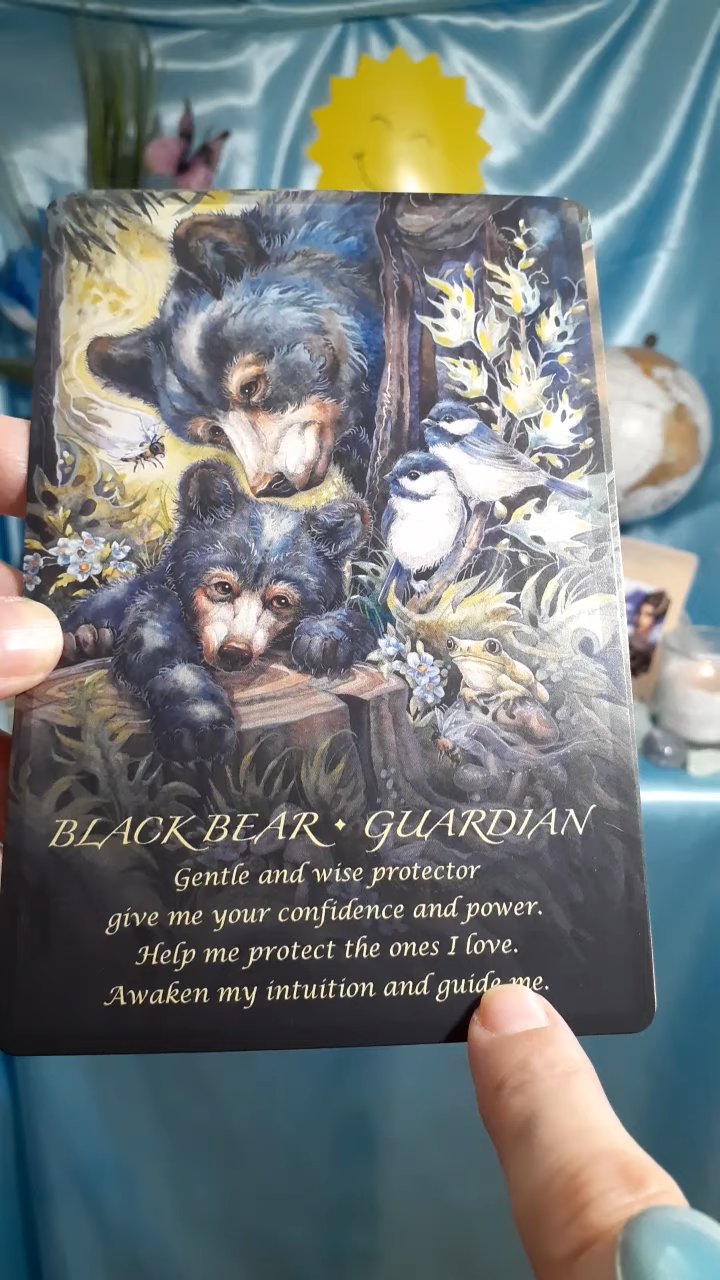 BLACK BEAR • GUARDIAN
Gentle and wise protector
give me your confidence and power.
Help me protect the ones I love.
Awaken my intuition and guide me.